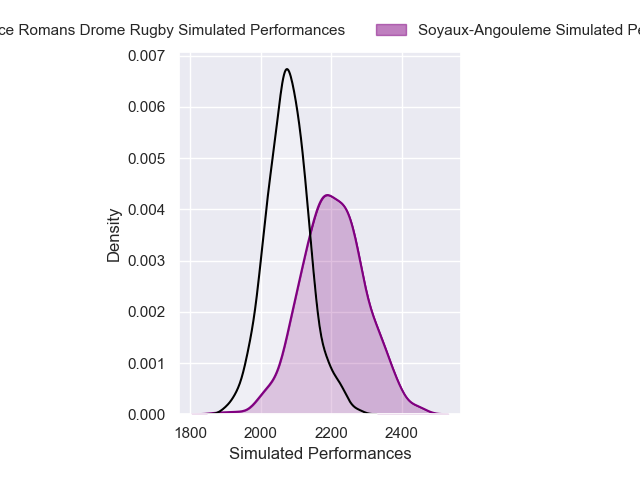 ce Romans Drome Rugby Simulated Performances Soyaux-Angouleme Simulated Pe
0.007
0.006
0.005
0.004
0.003
0.002
0.001
0.000
Density
1800 2000 2200 2400
Simulated Performances